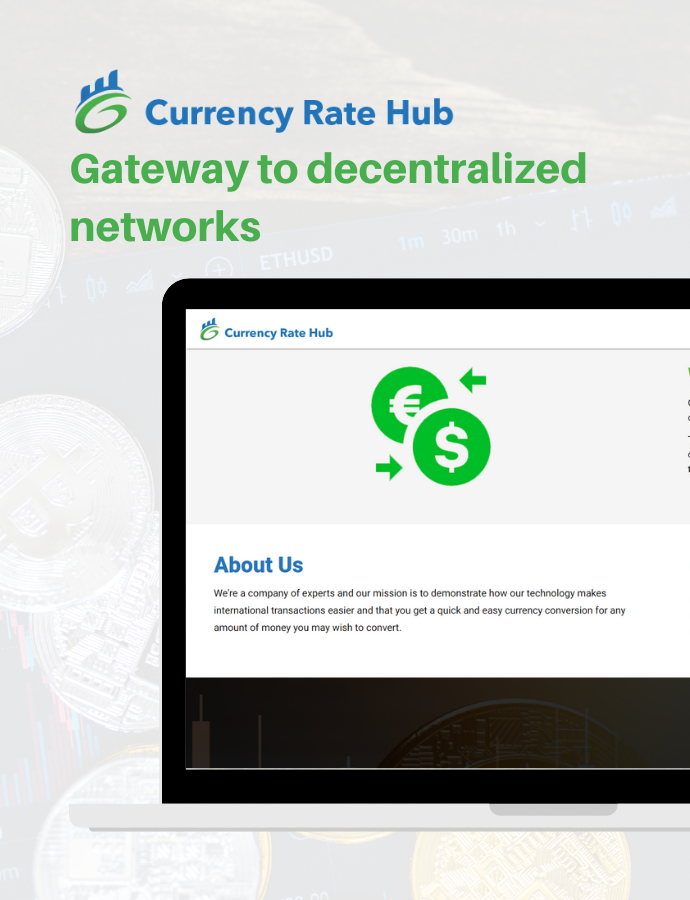 Currency Rate Hub
Gateway to decentralized
networks
ETHUSD
1m 30m 1h
Currency Rate Hub
€
$
About Us
We're a company of experts and our mission is to demonstrate how our technology makes
international transactions easier and that you get a quick and easy currency conversion for any
amount of money you may wish to convert.